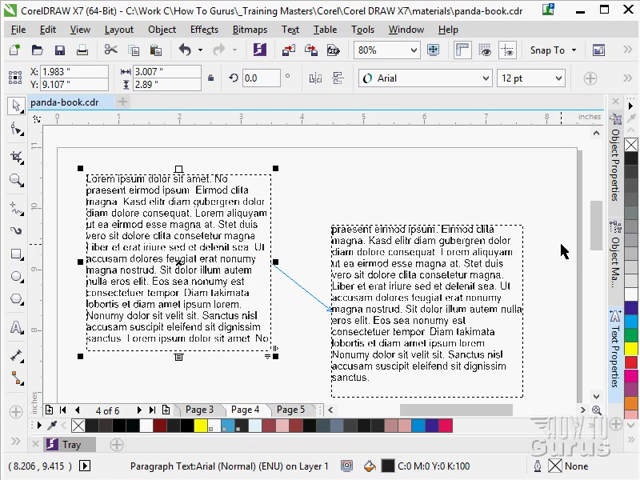 CorelDRAW X7 (64-Bit) - C:\Work C\How To Gurus\_Training Masters\Corel\Corel DRAW X7\materials\panda-book.cdr
File Edit View Layout Object Effects Bitmaps Text Table Tools
80% Snap To
X: 1.983 " 3.007 " 0.0 Arial 12 pt
Y: 9.107 " 2.89 "
panda-book.cdr
0 1 2 3 4 5 6 7 8 inches
Lorem ipsum dolor sit amet. No
praesent eirmod ipsum. Eirmod clita
magna. Kasd elitr diam gubergren dolor
diam dolore consequat. Lorem aliquyam
ut ea eirmod esse magna at. Stet duis
vero sit dolore clita consetetur magna.
Liber et erat iriure sed et delenit sea. Ut
accusam dolores feugiat erat nonumy
magna nostrud. Sit dolor illum autem
nulla eros elit. Eos sea nonumy est
consectetuer tempor. Diam takimata
lobortis et diam amet ipsum lorem.
Nonumy dolor sit velit sit. Sanctus nisl
accusam suscipit eleifend sit dignissim
sanctus. Lorem ipsum dolor sit amet. No
praesent eirmod ipsum. Eirmod clita
magna. Kasd elitr diam gubergren dolor
diam dolore consequat. Lorem aliquyam
ut ea eirmod esse magna at. Stet duis
vero sit dolore clita consetetur magna.
Liber et erat iriure sed et delenit sea. Ut
accusam dolores feugiat erat nonumy
magna nostrud. Sit dolor illum autem nulla
eros elit. Eos sea nonumy est
consectetuer tempor. Diam takimata
lobortis et diam amet ipsum lorem.
Nonumy dolor sit velit sit. Sanctus nisl
accusam suscipit eleifend sit dignissim
sanctus.
Object Properties
Object Ma...
Text Properties
4 of 6 Page 3 Page 4 Page 5
Tray
HOW TO
Gurus
(8.206, 9.415) Paragraph Text:Arial (Normal) (ENU) on Layer 1 C:0 M:0 Y:0 K:100 None